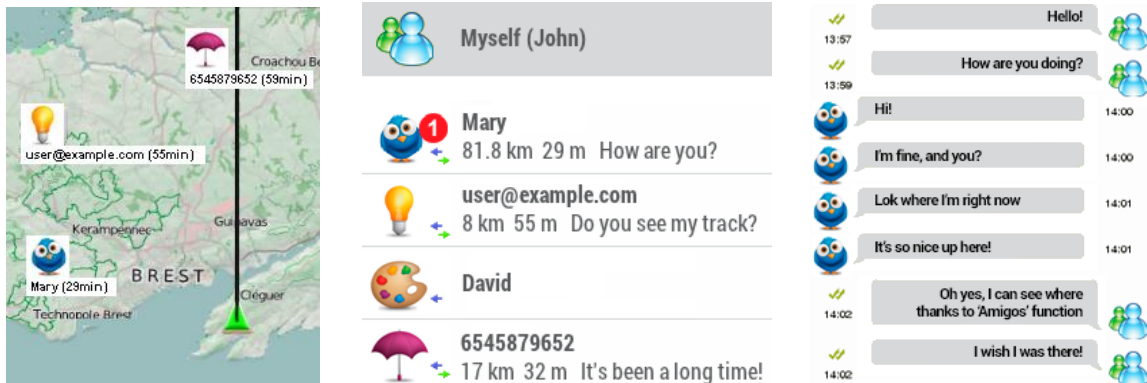 Croachou Be
6545879652 (59min)
user@example.com (55min)
Kerampennec
Guipavas
Mary (29min)
BREST
Cléguer
Technopole Brest
Myself (John)
1
Mary
81.8 km 29 m How are you?
user@example.com
8 km 55 m Do you see my track?
David
6545879652
17 km 32 m It's been a long time!
Hello!
13:57
How are you doing?
13:59
Hi!
14:00
I'm fine, and you?
14:00
Lok where I'm right now
14:01
It's so nice up here!
14:01
Oh yes, I can see where
thanks to 'Amigos' function
14:02
I wish I was there!
14:02